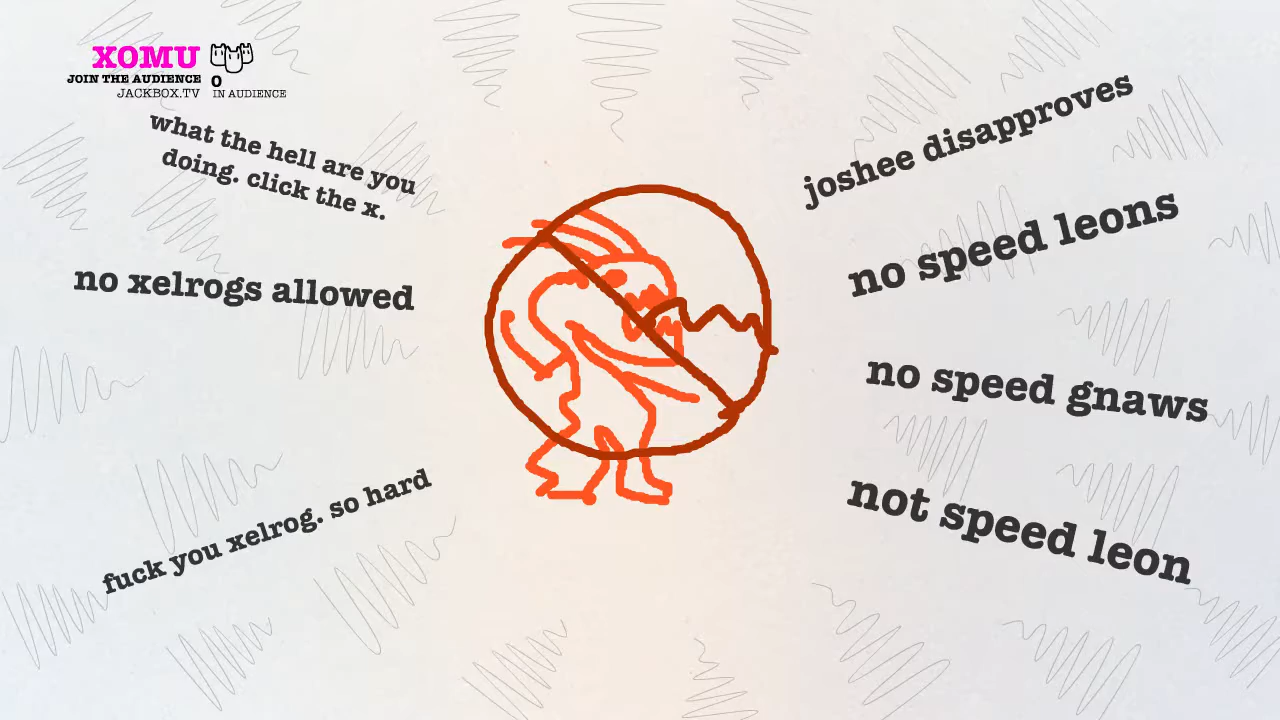 XOMU
JOIN THE AUDIENCE
JACKBOX.TV
0
IN AUDIENCE
what the hell are you
doing. click the x.
no xelrogs allowed
fuck you xelrog. so hard
joshee disapproves
no speed leons
no speed gnaws
not speed leon